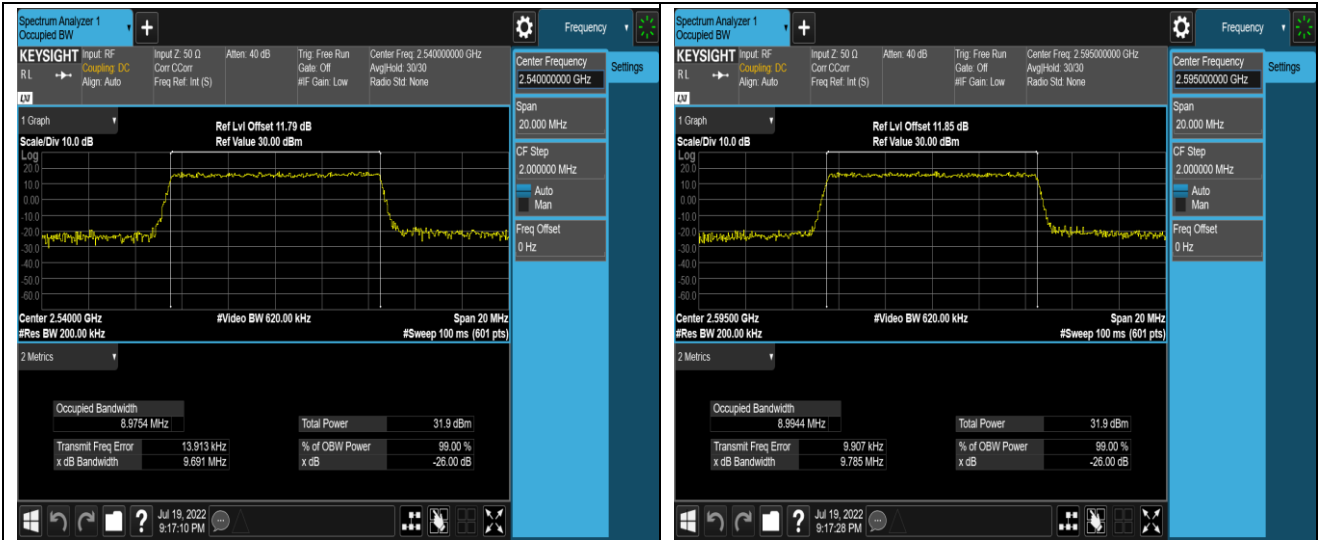 Spectrum Analyzer 1
Occupied BW
+
Frequency
KEYSIGHT
Input: RF
Coupling: DC
Align: Auto
Input Z: 50 Ω
Corr CCorr
Freq Ref: Int (S)
Atten: 40 dB
Trig: Free Run
Gate: Off
#IF Gain: Low
Center Freq: 2.540000000 GHz
Avg|Hold: 30/30
Radio Std: None
RL
LXI
Center Frequency
2.540000000 GHz
Settings
Span
20.000 MHz
CF Step
2.000000 MHz
Auto
Man
Freq Offset
0 Hz
1 Graph
Scale/Div 10.0 dB
Ref Lvl Offset 11.79 dB
Ref Value 30.00 dBm
Log
20.0
10.0
0.00
-10.0
-20.0
-30.0
-40.0
-50.0
-60.0
Center 2.54000 GHz
#Video BW 620.00 kHz
Span 20 MHz
#Res BW 200.00 kHz
#Sweep 100 ms (601 pts)
2 Metrics
Occupied Bandwidth
8.9754 MHz
Total Power 31.9 dBm
Transmit Freq Error 13.913 kHz
% of OBW Power 99.00 %
x dB Bandwidth 9.691 MHz
x dB -26.00 dB
?
Jul 19, 2022
9:17:10 PM
Spectrum Analyzer 1
Occupied BW
+
Frequency
KEYSIGHT
Input: RF
Coupling: DC
Align: Auto
Input Z: 50 Ω
Corr CCorr
Freq Ref: Int (S)
Atten: 40 dB
Trig: Free Run
Gate: Off
#IF Gain: Low
Center Freq: 2.595000000 GHz
Avg|Hold: 30/30
Radio Std: None
RL
LXI
Center Frequency
2.595000000 GHz
Settings
Span
20.000 MHz
CF Step
2.000000 MHz
Auto
Man
Freq Offset
0 Hz
1 Graph
Scale/Div 10.0 dB
Ref Lvl Offset 11.85 dB
Ref Value 30.00 dBm
Log
20.0
10.0
0.00
-10.0
-20.0
-30.0
-40.0
-50.0
-60.0
Center 2.59500 GHz
#Video BW 620.00 kHz
Span 20 MHz
#Res BW 200.00 kHz
#Sweep 100 ms (601 pts)
2 Metrics
Occupied Bandwidth
8.9944 MHz
Total Power 31.9 dBm
Transmit Freq Error 9.907 kHz
% of OBW Power 99.00 %
x dB Bandwidth 9.785 MHz
x dB -26.00 dB
?
Jul 19, 2022
9:17:28 PM